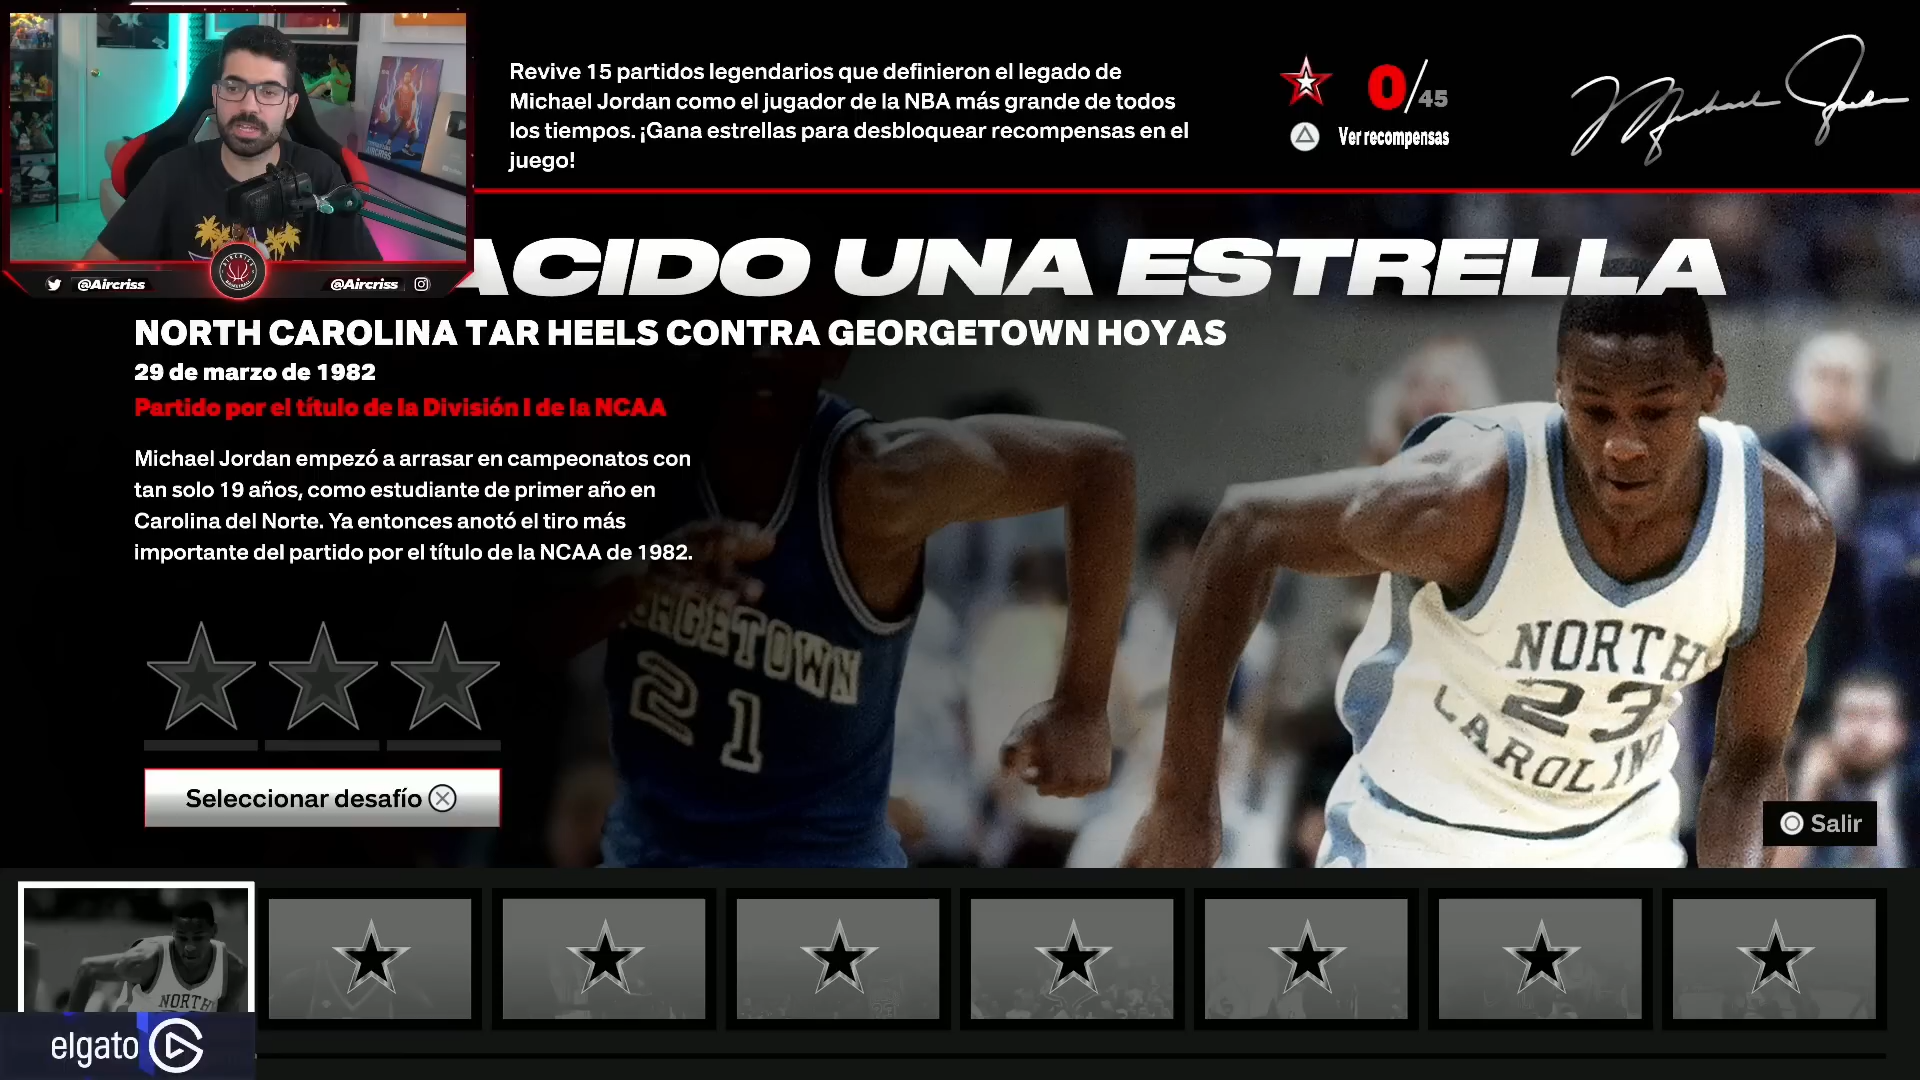 Revive 15 partidos legendarios que definieron el legado de
Michael Jordan como el jugador de la NBA más grande de todos
los tiempos. ¡Gana estrellas para desbloquear recompensas en el
juego!
0/45
Ver recompensas
Michael Jordan
@Aircriss
@Aircriss
ACIDO UNA ESTRELLA
NORTH CAROLINA TAR HEELS CONTRA GEORGETOWN HOYAS
29 de marzo de 1982
Partido por el título de la División I de la NCAA
Michael Jordan empezó a arrasar en campeonatos con
tan solo 19 años, como estudiante de primer año en
Carolina del Norte. Ya entonces anotó el tiro más
importante del partido por el título de la NCAA de 1982.
ORGETOWN
21
NORTH
23
CAROLINA
Seleccionar desafío
Salir
NORTH
elgato